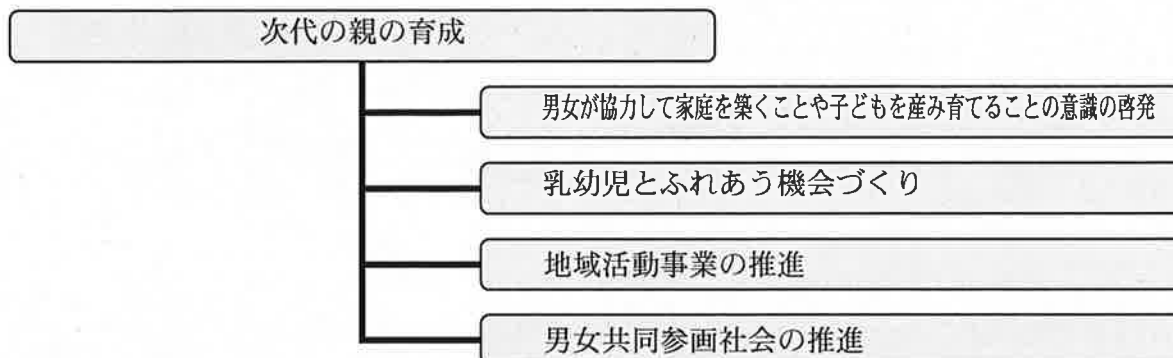 次代の親の育成
男女が協力して家庭を築くことや子どもを産み育てることの意識の啓発
乳幼児とふれあう機会づくり
地域活動事業の推進
男女共同参画社会の推進